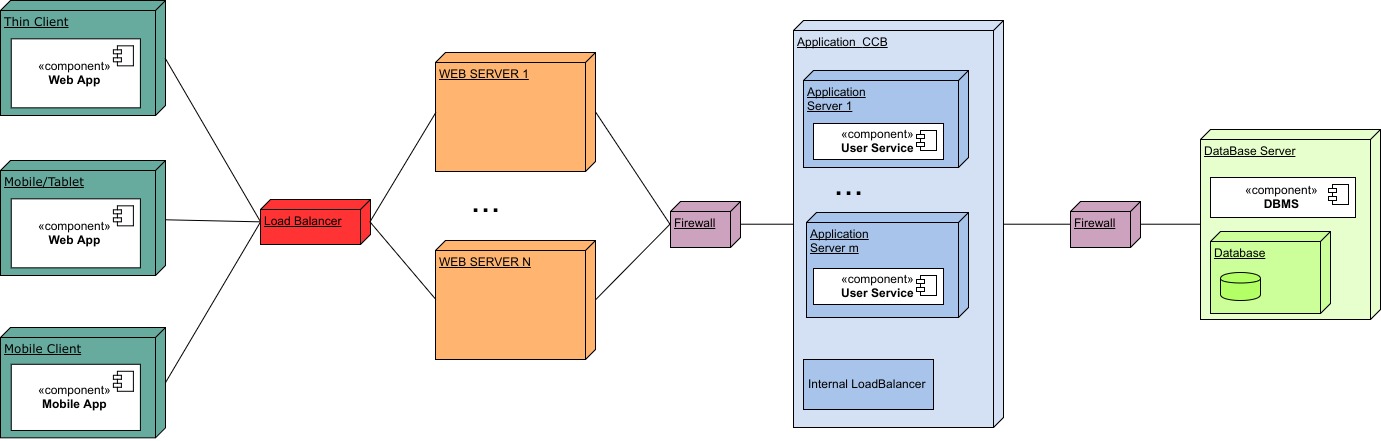 Thin Client
«component»
Web App
Mobile/Tablet
«component»
Web App
Mobile Client
«component»
Mobile App
Load Balancer
WEB SERVER 1
...
WEB SERVER N
Firewall
Application CCB
Application
Server 1
«component»
User Service
...
Application
Server m
«component»
User Service
Internal LoadBalancer
Firewall
DataBase Server
«component»
DBMS
Database